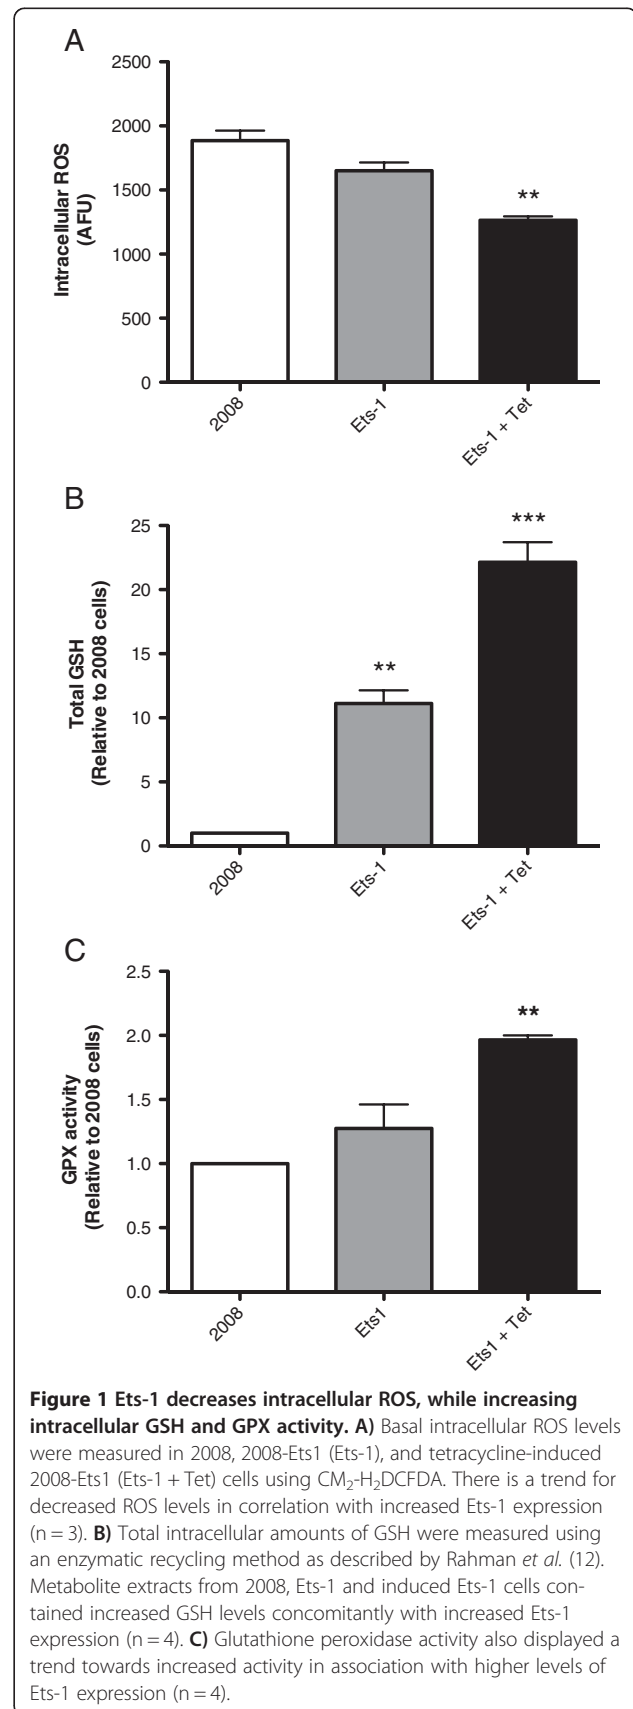 A
2500
2000
1500
1000
500
0
Intracellular ROS
(AFU)
**
2008
Ets-1
Ets-1 + Tet
B
25
20
15
10
5
0
Total GSH
(Relative to 2008 cells)
**
***
2008
Ets-1
Ets-1 + Tet
C
2.5
2.0
1.5
1.0
0.5
0.0
GPX activity
(Relative to 2008 cells)
**
2008
Ets1
Ets1 + Tet
Figure 1 Ets-1 decreases intracellular ROS, while increasing
intracellular GSH and GPX activity. A) Basal intracellular ROS levels
were measured in 2008, 2008-Ets1 (Ets-1), and tetracycline-induced
2008-Ets1 (Ets-1 + Tet) cells using CM₂-H₂DCFDA. There is a trend for
decreased ROS levels in correlation with increased Ets-1 expression
(n = 3). B) Total intracellular amounts of GSH were measured using
an enzymatic recycling method as described by Rahman et al. (12).
Metabolite extracts from 2008, Ets-1 and induced Ets-1 cells con-
tained increased GSH levels concomitantly with increased Ets-1
expression (n = 4). C) Glutathione peroxidase activity also displayed a
trend towards increased activity in association with higher levels of
Ets-1 expression (n = 4).